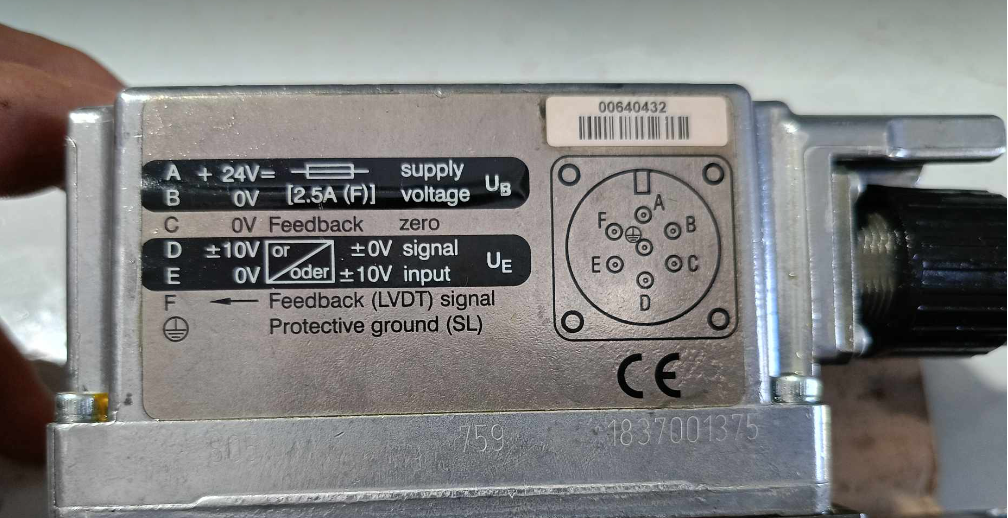 00640432
A + 24V= supply
B 0V [2.5A (F)] voltage UB
C 0V Feedback zero
D ±10V or ±0V signal
E 0V oder ±10V input UE
F Feedback (LVDT) signal
Protective ground (SL)
A
F B
E C
D
CE
759 1837001375